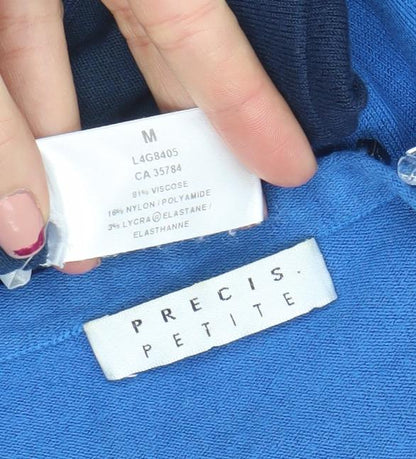 M
L4G8405
CA 35784
81% VISCOSE
16% NYLON / POLYAMIDE
3% LYCRA® ELASTANE /
ELASTHANNE
PRECIS.
PETITE